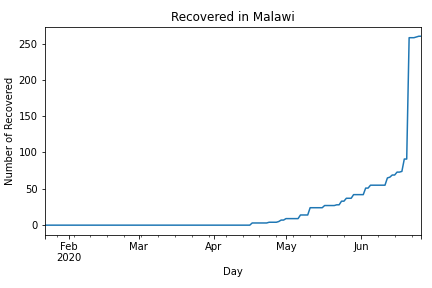 Recovered in Malawi
Number of Recovered
250
200
150
100
50
0
Feb
2020
Mar
Apr
May
Jun
Day